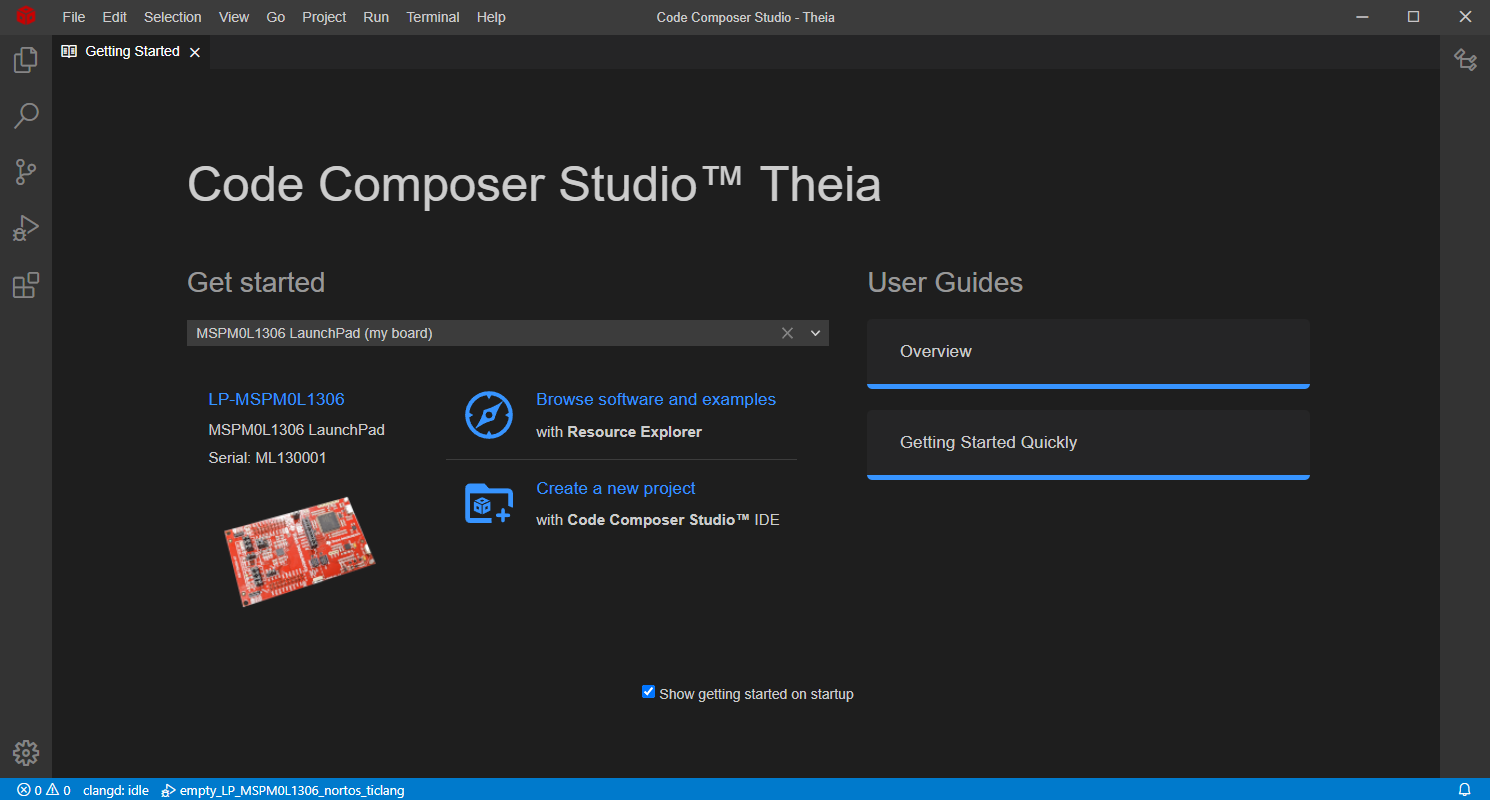 File Edit Selection View Go Project Run Terminal Help
Code Composer Studio - Theia
Getting Started
Code Composer Studio™ Theia
Get started
MSPM0L1306 LaunchPad (my board)
LP-MSPM0L1306
MSPM0L1306 LaunchPad
Serial: ML130001
Browse software and examples
with Resource Explorer
Create a new project
with Code Composer Studio™ IDE
User Guides
Overview
Getting Started Quickly
Show getting started on startup
0 0 clangd: idle empty_LP_MSPM0L1306_nortos_ticlang